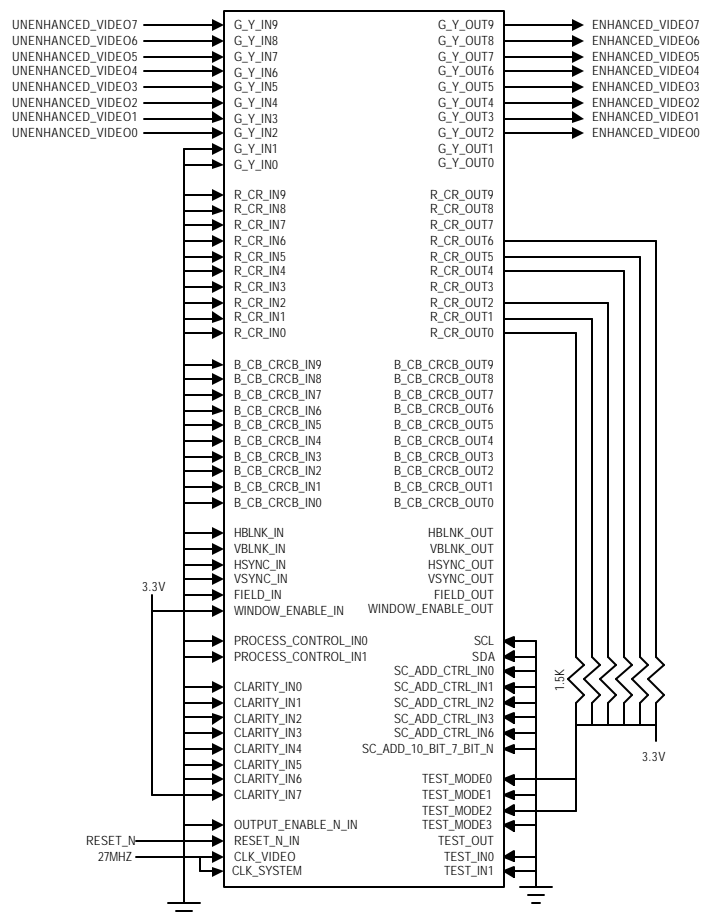 UNENHANCED_VIDEO7 G_Y_IN9 G_Y_OUT9 ENHANCED_VIDEO7
UNENHANCED_VIDEO6 G_Y_IN8 G_Y_OUT8 ENHANCED_VIDEO6
UNENHANCED_VIDEO5 G_Y_IN7 G_Y_OUT7 ENHANCED_VIDEO5
UNENHANCED_VIDEO4 G_Y_IN6 G_Y_OUT6 ENHANCED_VIDEO4
UNENHANCED_VIDEO3 G_Y_IN5 G_Y_OUT5 ENHANCED_VIDEO3
UNENHANCED_VIDEO2 G_Y_IN4 G_Y_OUT4 ENHANCED_VIDEO2
UNENHANCED_VIDEO1 G_Y_IN3 G_Y_OUT3 ENHANCED_VIDEO1
UNENHANCED_VIDEO0 G_Y_IN2 G_Y_OUT2 ENHANCED_VIDEO0
G_Y_IN1 G_Y_OUT1
G_Y_IN0 G_Y_OUT0
R_CR_IN9 R_CR_OUT9
R_CR_IN8 R_CR_OUT8
R_CR_IN7 R_CR_OUT7
R_CR_IN6 R_CR_OUT6
R_CR_IN5 R_CR_OUT5
R_CR_IN4 R_CR_OUT4
R_CR_IN3 R_CR_OUT3
R_CR_IN2 R_CR_OUT2
R_CR_IN1 R_CR_OUT1
R_CR_IN0 R_CR_OUT0
B_CB_CRCB_IN9 B_CB_CRCB_OUT9
B_CB_CRCB_IN8 B_CB_CRCB_OUT8
B_CB_CRCB_IN7 B_CB_CRCB_OUT7
B_CB_CRCB_IN6 B_CB_CRCB_OUT6
B_CB_CRCB_IN5 B_CB_CRCB_OUT5
B_CB_CRCB_IN4 B_CB_CRCB_OUT4
B_CB_CRCB_IN3 B_CB_CRCB_OUT3
B_CB_CRCB_IN2 B_CB_CRCB_OUT2
B_CB_CRCB_IN1 B_CB_CRCB_OUT1
B_CB_CRCB_IN0 B_CB_CRCB_OUT0
HBLNK_IN HBLNK_OUT
VBLNK_IN VBLNK_OUT
HSYNC_IN HSYNC_OUT
VSYNC_IN VSYNC_OUT
3.3V
FIELD_IN FIELD_OUT
WINDOW_ENABLE_IN WINDOW_ENABLE_OUT
PROCESS_CONTROL_IN0 SCL
PROCESS_CONTROL_IN1 SDA
SC_ADD_CTRL_IN0
1.5K
CLARITY_IN0 SC_ADD_CTRL_IN1
CLARITY_IN1 SC_ADD_CTRL_IN2
CLARITY_IN2 SC_ADD_CTRL_IN3
CLARITY_IN3 SC_ADD_CTRL_IN6
CLARITY_IN4 SC_ADD_10_BIT_7_BIT_N
3.3V
CLARITY_IN5
CLARITY_IN6 TEST_MODE0
CLARITY_IN7 TEST_MODE1
TEST_MODE2
OUTPUT_ENABLE_N_IN TEST_MODE3
RESET_N RESET_N_IN TEST_OUT
27MHZ CLK_VIDEO TEST_IN0
CLK_SYSTEM TEST_IN1